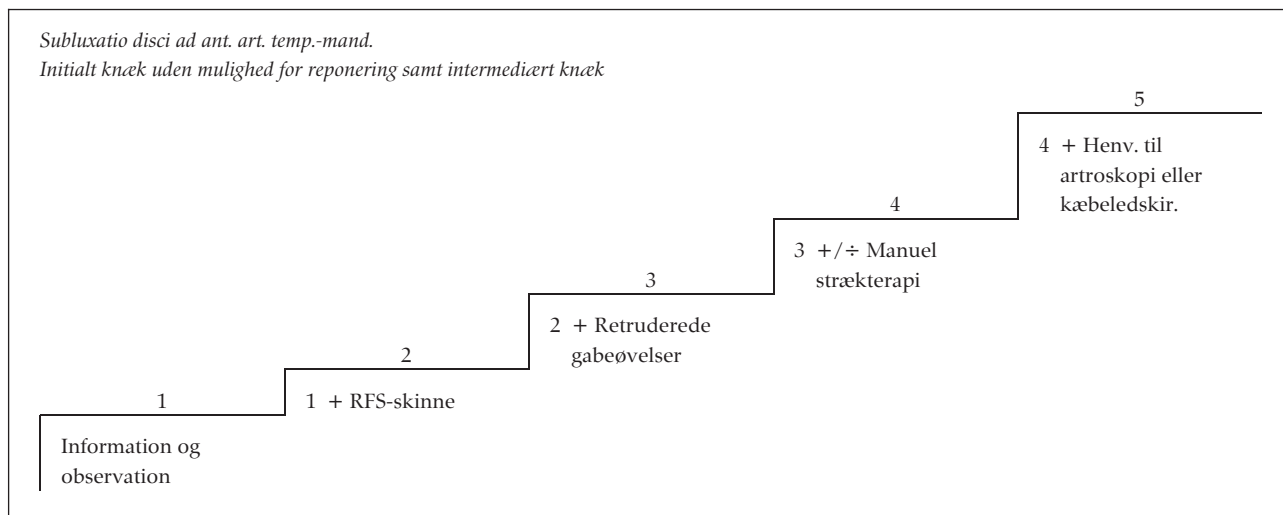 Subluxatio disci ad ant. art. temp.-mand.
Initialt knæk uden mulighed for reponering samt intermediært knæk
1
Information og
observation
2
1 + RFS-skinne
3
2 + Retruderede
gabeøvelser
4
3 +/÷ Manuel
strækterapi
5
4 + Henv. til
artroskopi eller
kæbeledskir.